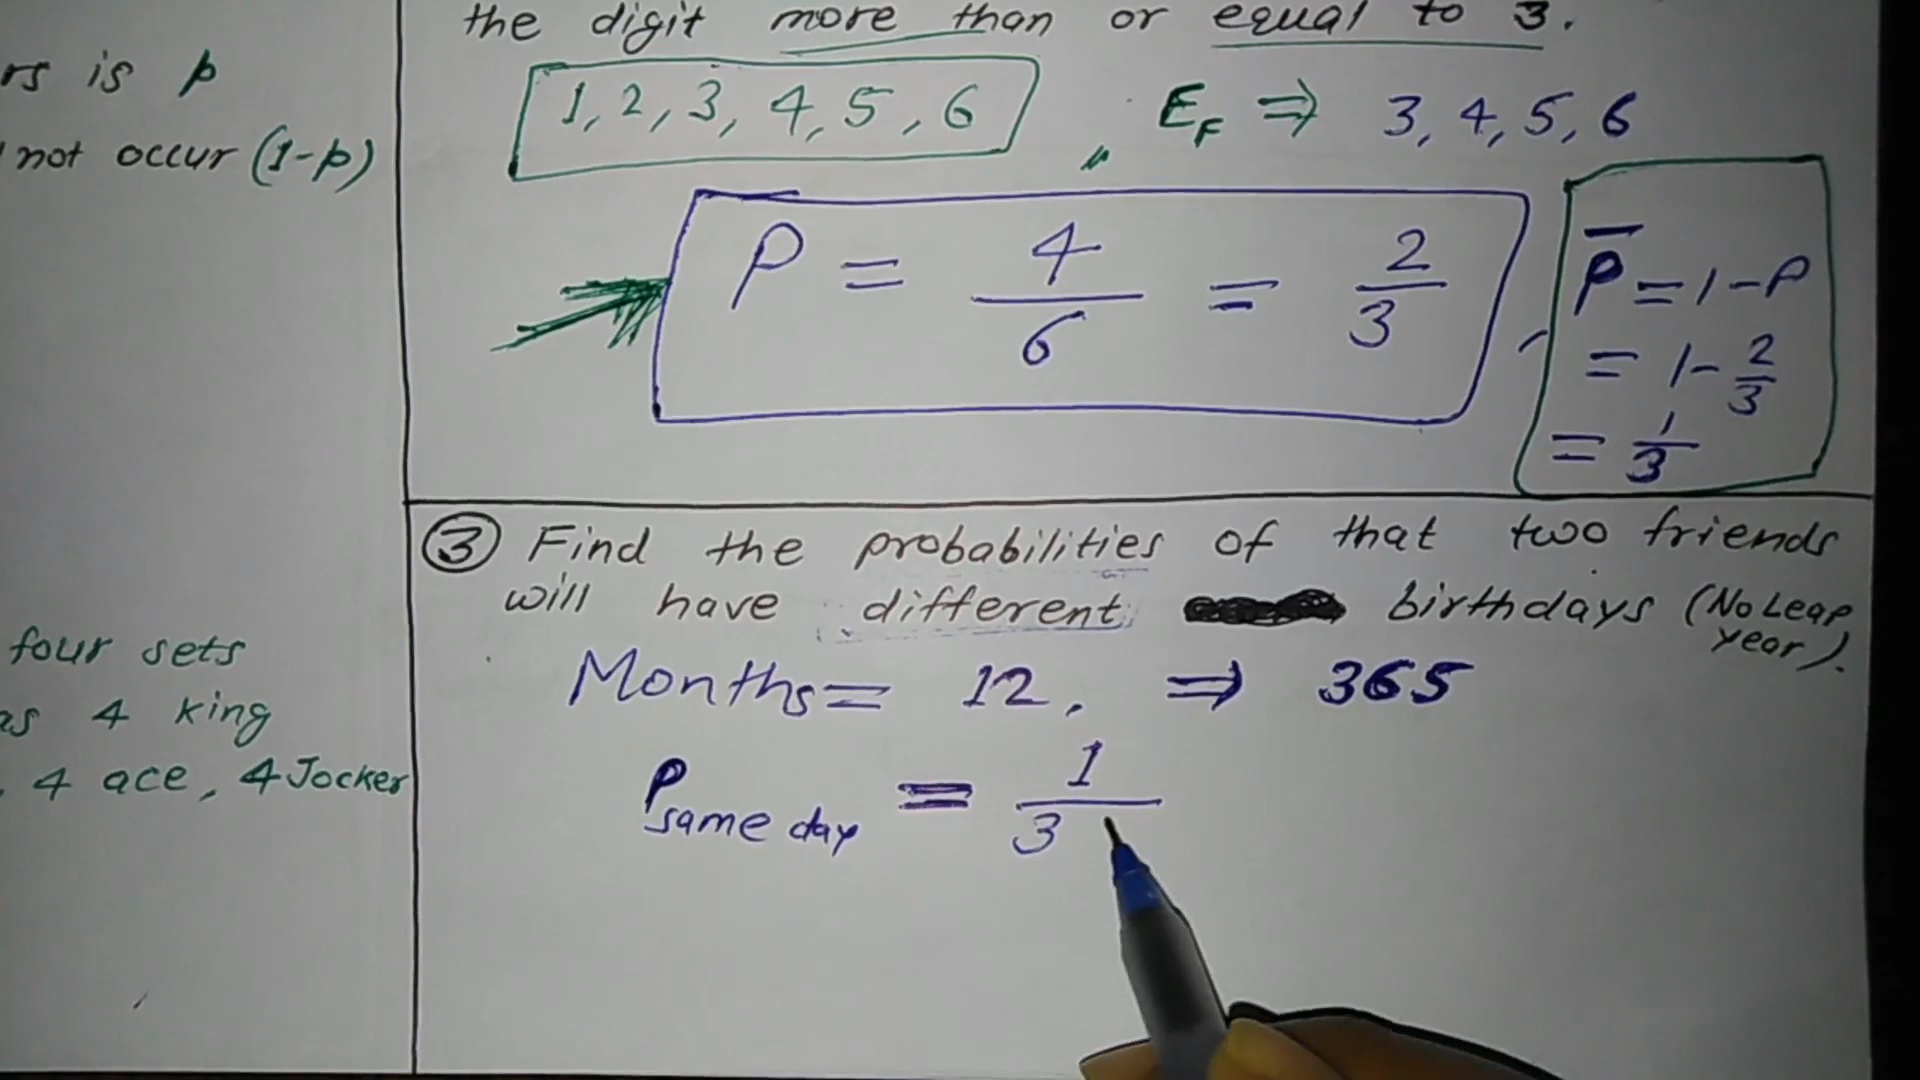 rs is p
not occur (1-p)
four sets
as 4 king
, 4 ace, 4 Jocker
the digit more than or equal to 3.
1, 2, 3, 4, 5, 6 , EF ⇒ 3, 4, 5, 6
P = 4/6 = 2/3
P̅ = 1-P
= 1-2/3
= 1/3
③ Find the probabilities of that two friends
will have different birthdays (No Leap
year).
Months = 12, ⇒ 365
P same day = 1/3